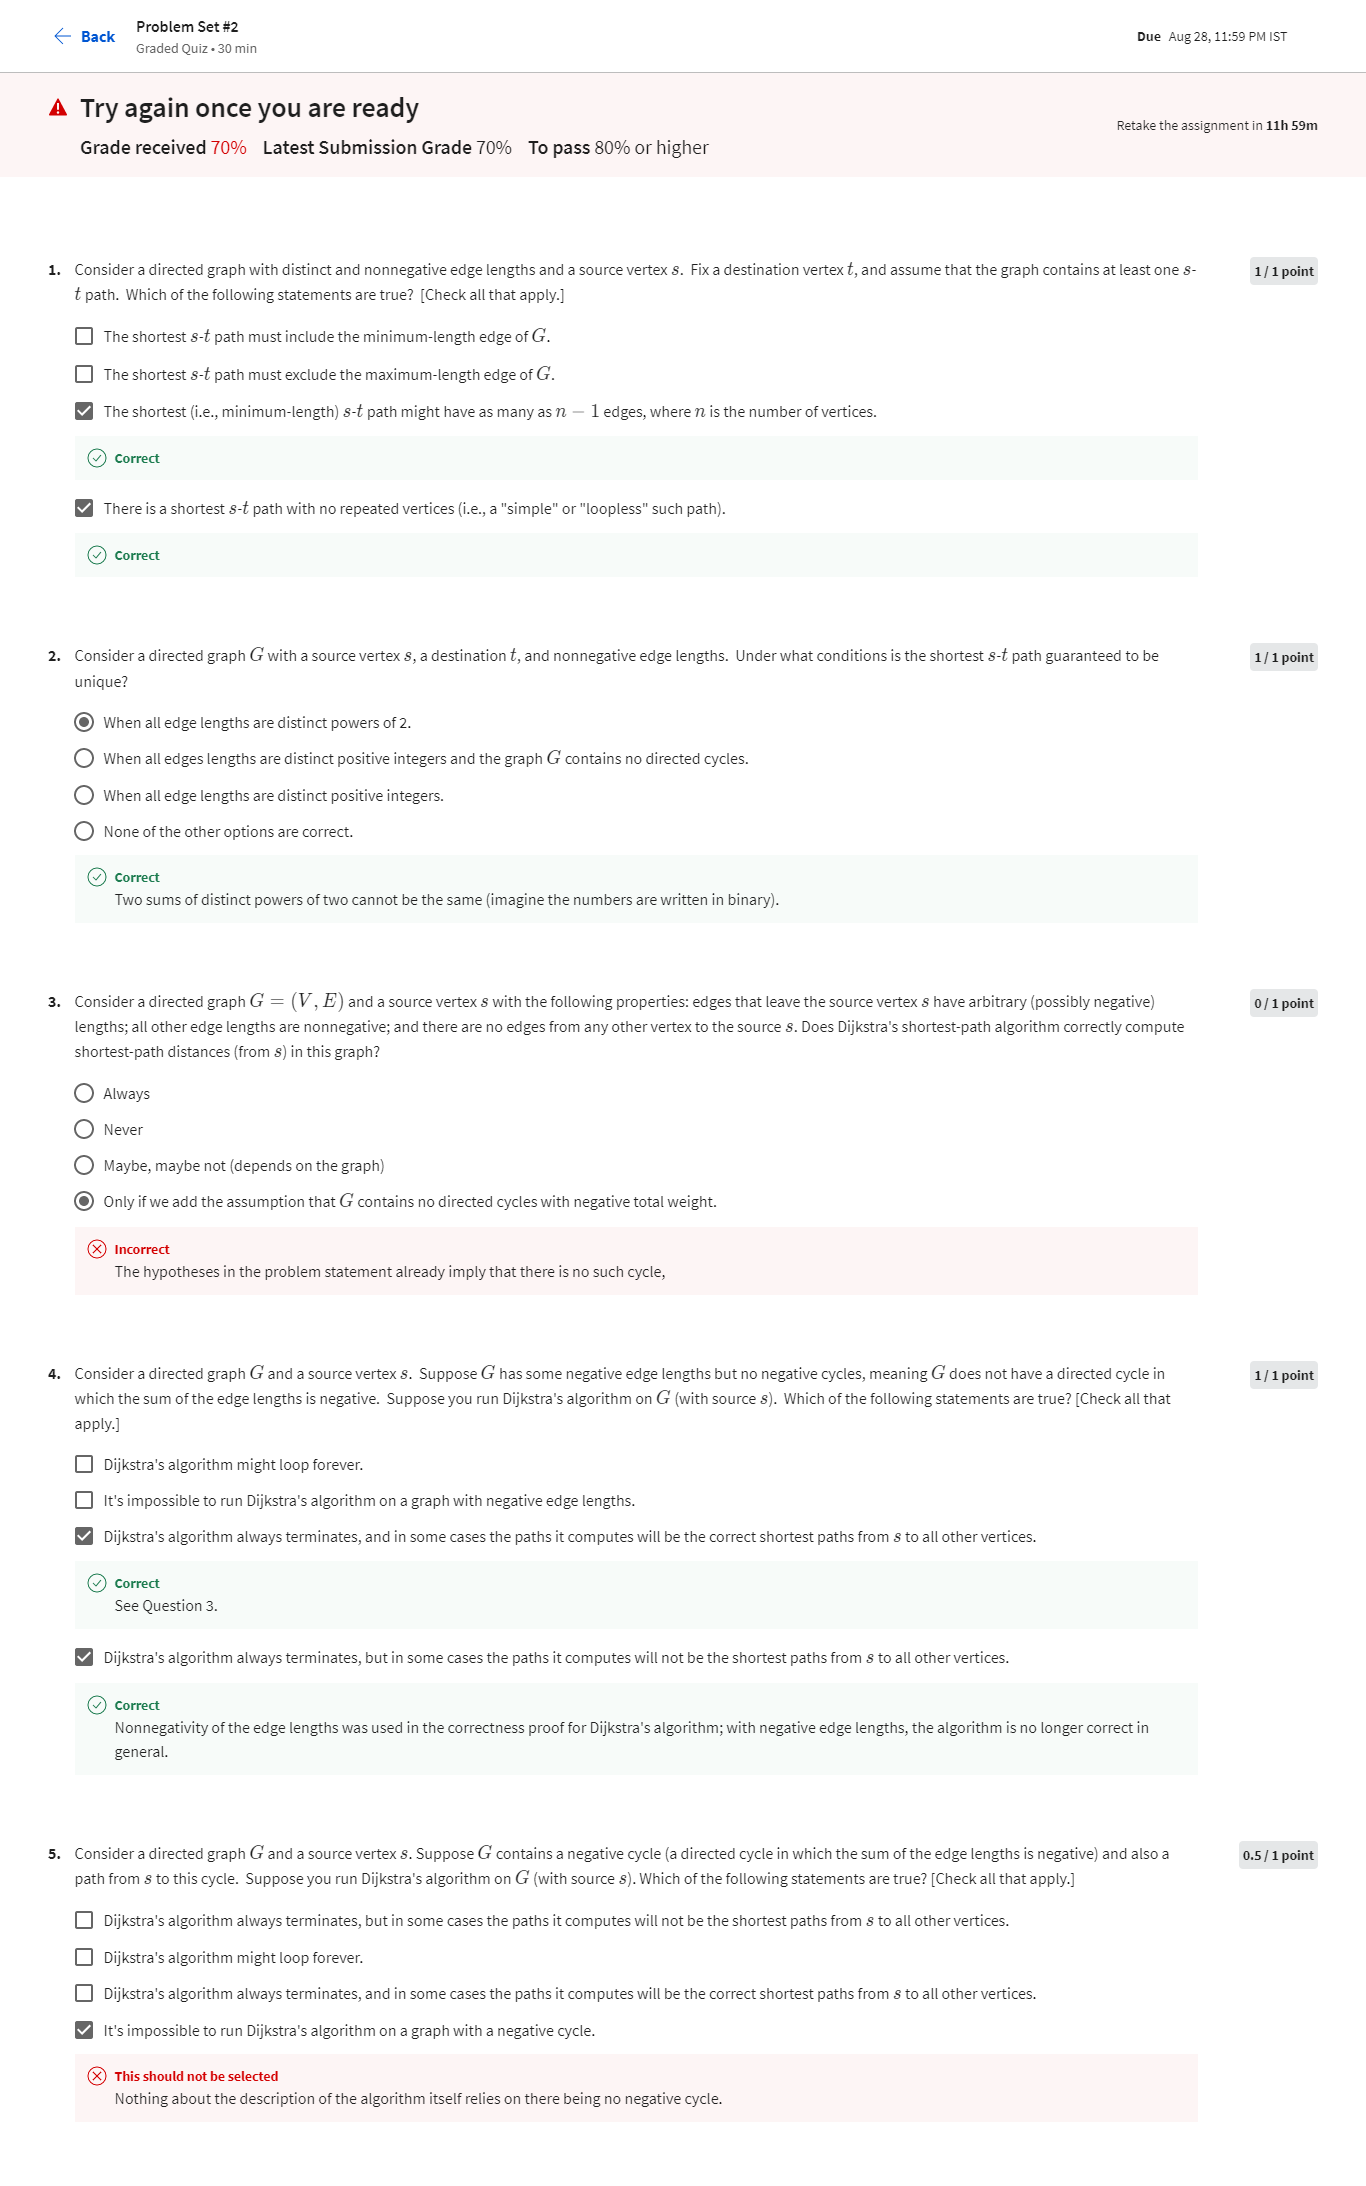 Back
Problem Set #2
Graded Quiz • 30 min
Due Aug 28, 11:59 PM IST
Try again once you are ready
Grade received 70% Latest Submission Grade 70% To pass 80% or higher
Retake the assignment in 11h 59m
1. Consider a directed graph with distinct and nonnegative edge lengths and a source vertex s. Fix a destination vertex t, and assume that the graph contains at least one s-
t path. Which of the following statements are true? [Check all that apply.]
1 / 1 point
The shortest s-t path must include the minimum-length edge of G.
The shortest s-t path must exclude the maximum-length edge of G.
The shortest (i.e., minimum-length) s-t path might have as many as n − 1 edges, where n is the number of vertices.
Correct
There is a shortest s-t path with no repeated vertices (i.e., a "simple" or "loopless" such path).
Correct
2. Consider a directed graph G with a source vertex s, a destination t, and nonnegative edge lengths. Under what conditions is the shortest s-t path guaranteed to be
unique?
1 / 1 point
When all edge lengths are distinct powers of 2.
When all edges lengths are distinct positive integers and the graph G contains no directed cycles.
When all edge lengths are distinct positive integers.
None of the other options are correct.
Correct
Two sums of distinct powers of two cannot be the same (imagine the numbers are written in binary).
3. Consider a directed graph G = (V, E) and a source vertex s with the following properties: edges that leave the source vertex s have arbitrary (possibly negative)
lengths; all other edge lengths are nonnegative; and there are no edges from any other vertex to the source s. Does Dijkstra's shortest-path algorithm correctly compute
shortest-path distances (from s) in this graph?
0 / 1 point
Always
Never
Maybe, maybe not (depends on the graph)
Only if we add the assumption that G contains no directed cycles with negative total weight.
Incorrect
The hypotheses in the problem statement already imply that there is no such cycle,
4. Consider a directed graph G and a source vertex s. Suppose G has some negative edge lengths but no negative cycles, meaning G does not have a directed cycle in
which the sum of the edge lengths is negative. Suppose you run Dijkstra's algorithm on G (with source s). Which of the following statements are true? [Check all that
apply.]
1 / 1 point
Dijkstra's algorithm might loop forever.
It's impossible to run Dijkstra's algorithm on a graph with negative edge lengths.
Dijkstra's algorithm always terminates, and in some cases the paths it computes will be the correct shortest paths from s to all other vertices.
Correct
See Question 3.
Dijkstra's algorithm always terminates, but in some cases the paths it computes will not be the shortest paths from s to all other vertices.
Correct
Nonnegativity of the edge lengths was used in the correctness proof for Dijkstra's algorithm; with negative edge lengths, the algorithm is no longer correct in
general.
5. Consider a directed graph G and a source vertex s. Suppose G contains a negative cycle (a directed cycle in which the sum of the edge lengths is negative) and also a
path from s to this cycle. Suppose you run Dijkstra's algorithm on G (with source s). Which of the following statements are true? [Check all that apply.]
0.5 / 1 point
Dijkstra's algorithm always terminates, but in some cases the paths it computes will not be the shortest paths from s to all other vertices.
Dijkstra's algorithm might loop forever.
Dijkstra's algorithm always terminates, and in some cases the paths it computes will be the correct shortest paths from s to all other vertices.
It's impossible to run Dijkstra's algorithm on a graph with a negative cycle.
This should not be selected
Nothing about the description of the algorithm itself relies on there being no negative cycle.